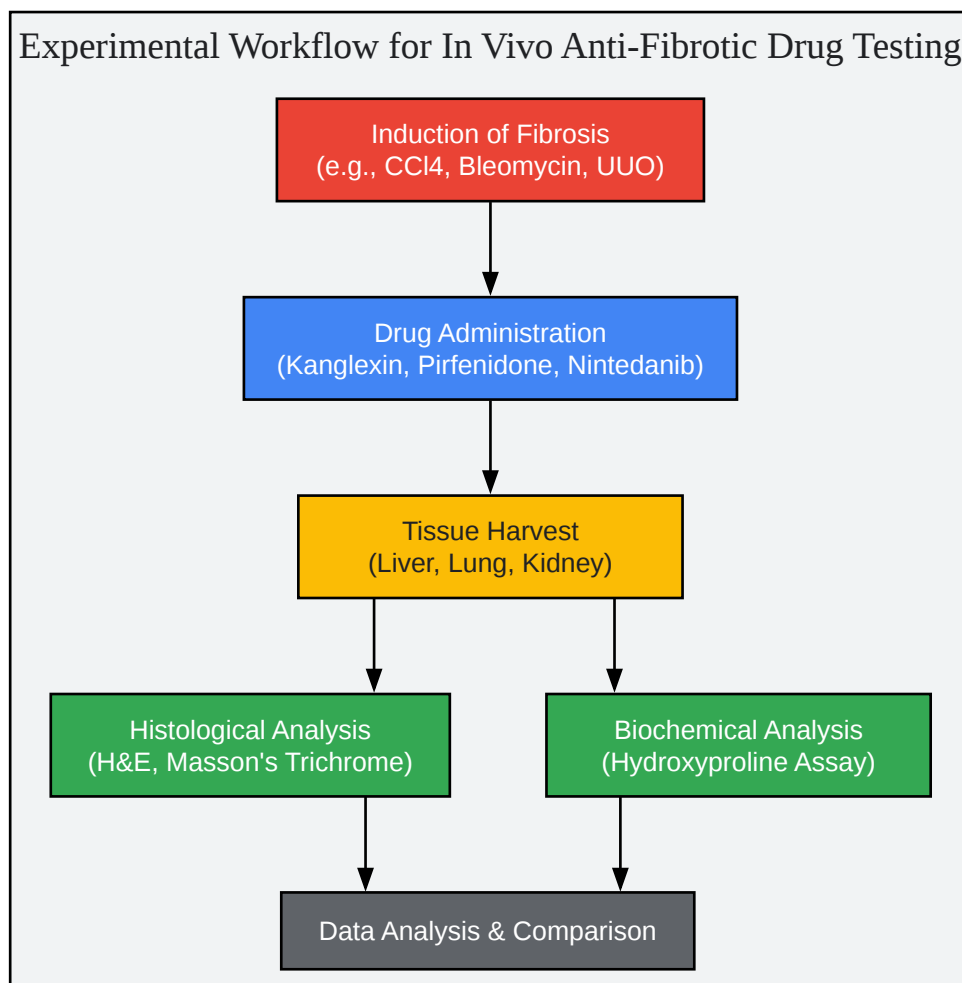 Experimental Workflow for In Vivo Anti-Fibrotic Drug Testing
Induction of Fibrosis
(e.g., CCl4, Bleomycin, UUO)
Drug Administration
(Kanglexin, Pirfenidone, Nintedanib)
Tissue Harvest
(Liver, Lung, Kidney)
Histological Analysis
(H&E, Masson's Trichrome)
Biochemical Analysis
(Hydroxyproline Assay)
Data Analysis & Comparison